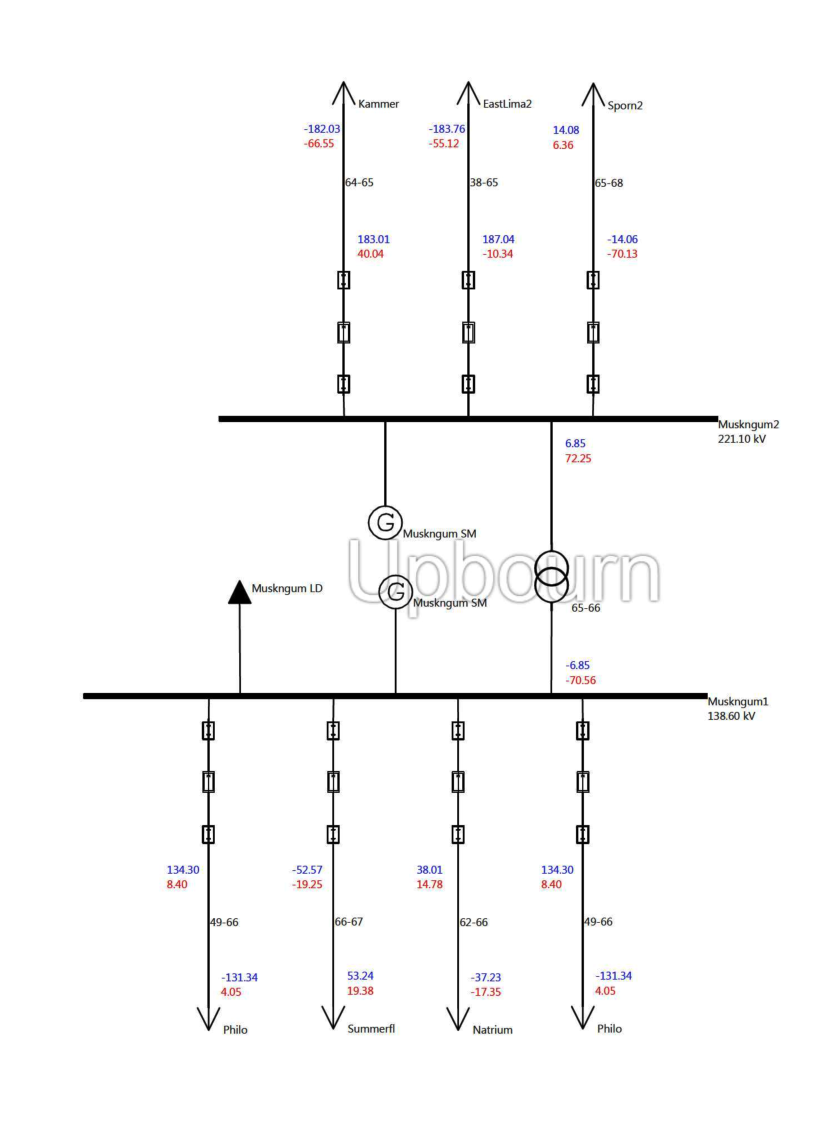 Kammer
EastLima2
Sporn2
-182.03
-66.55
-183.76
-55.12
14.08
6.36
64-65
38-65
65-68
183.01
40.04
187.04
-10.34
-14.06
-70.13
Muskngum2
221.10 kV
6.85
72.25
G
Muskngum SM
Upbourn
Muskngum LD
G
Muskngum SM
65-66
-6.85
-70.56
Muskngum1
138.60 kV
134.30
8.40
-52.57
-19.25
38.01
14.78
134.30
8.40
49-66
66-67
62-66
49-66
-131.34
4.05
53.24
19.38
-37.23
-17.35
-131.34
4.05
Philo
Summerfl
Natrium
Philo